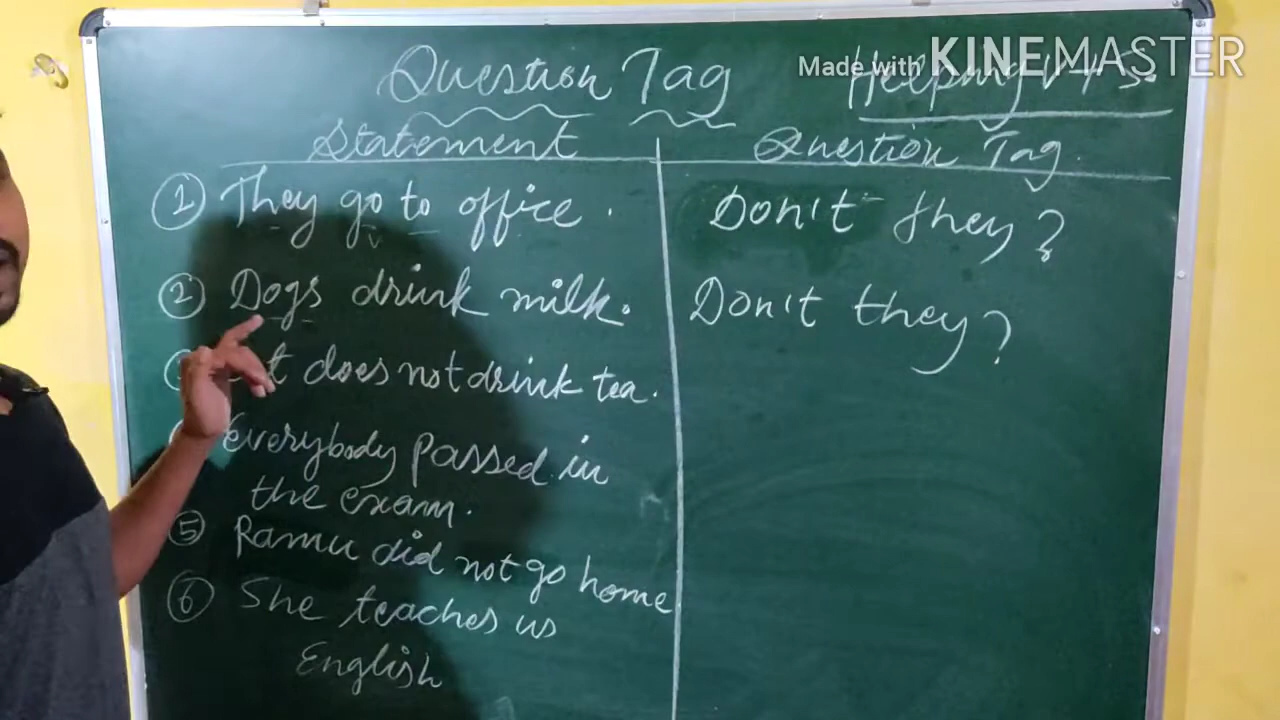 Question Tag
Made with KINEMASTER
Helping V + S.
Statement
Question Tag.
① They go to office.
Don't they?
② Dogs drink milk.
Don't they?
does not drink tea.
Everybody passed in
the exam.
⑤ Ramu did not go home
⑥ She teaches us
English